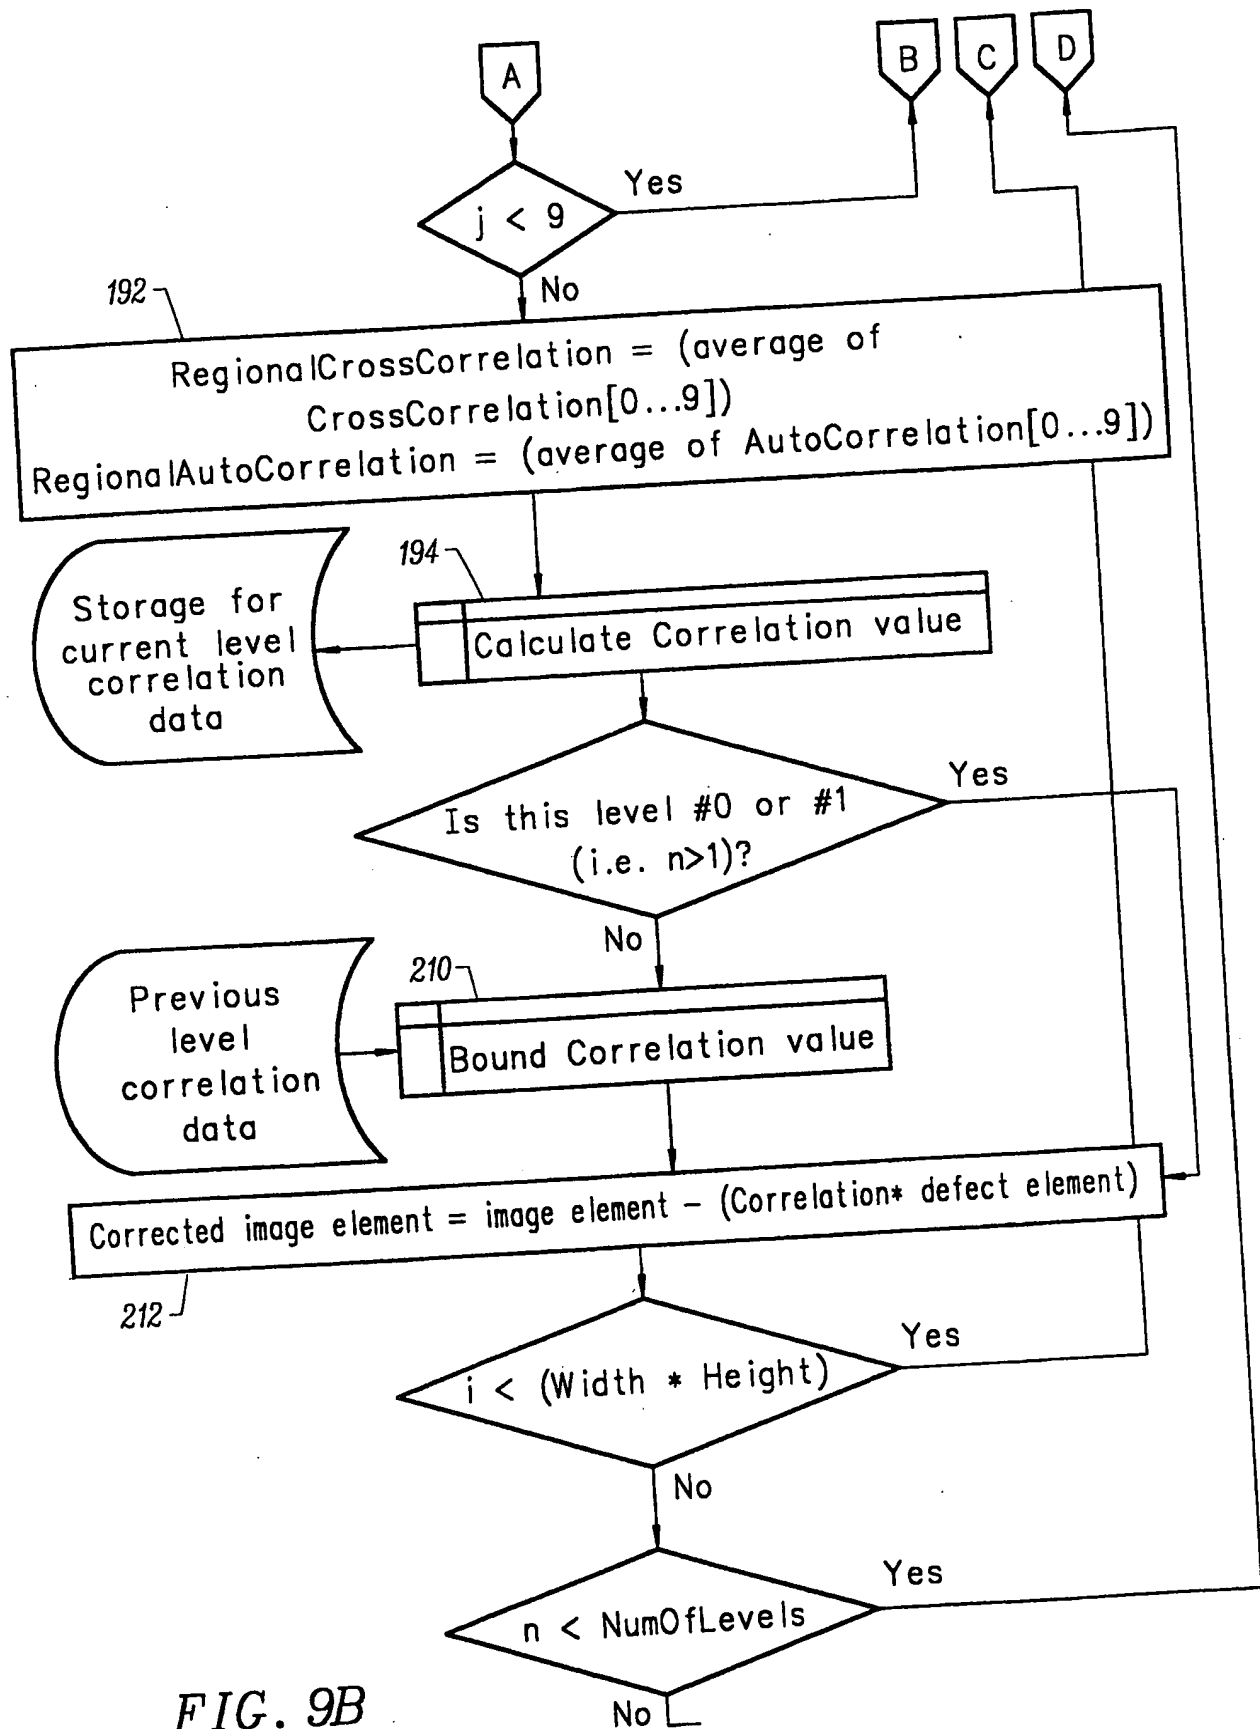 A
B
C
D
j < 9
Yes
No
192
RegionalCrossCorrelation = (average of
CrossCorrelation[0...9])
RegionalAutoCorrelation = (average of AutoCorrelation[0...9])
Storage for
current level
correlation
data
194
Calculate Correlation value
Is this level #0 or #1
(i.e. n>1)?
Yes
No
Previous
level
correlation
data
210
Bound Correlation value
Corrected image element = image element - (Correlation* defect element)
212
i < (Width * Height)
Yes
No
n < NumOfLevels
Yes
No
FIG. 9B